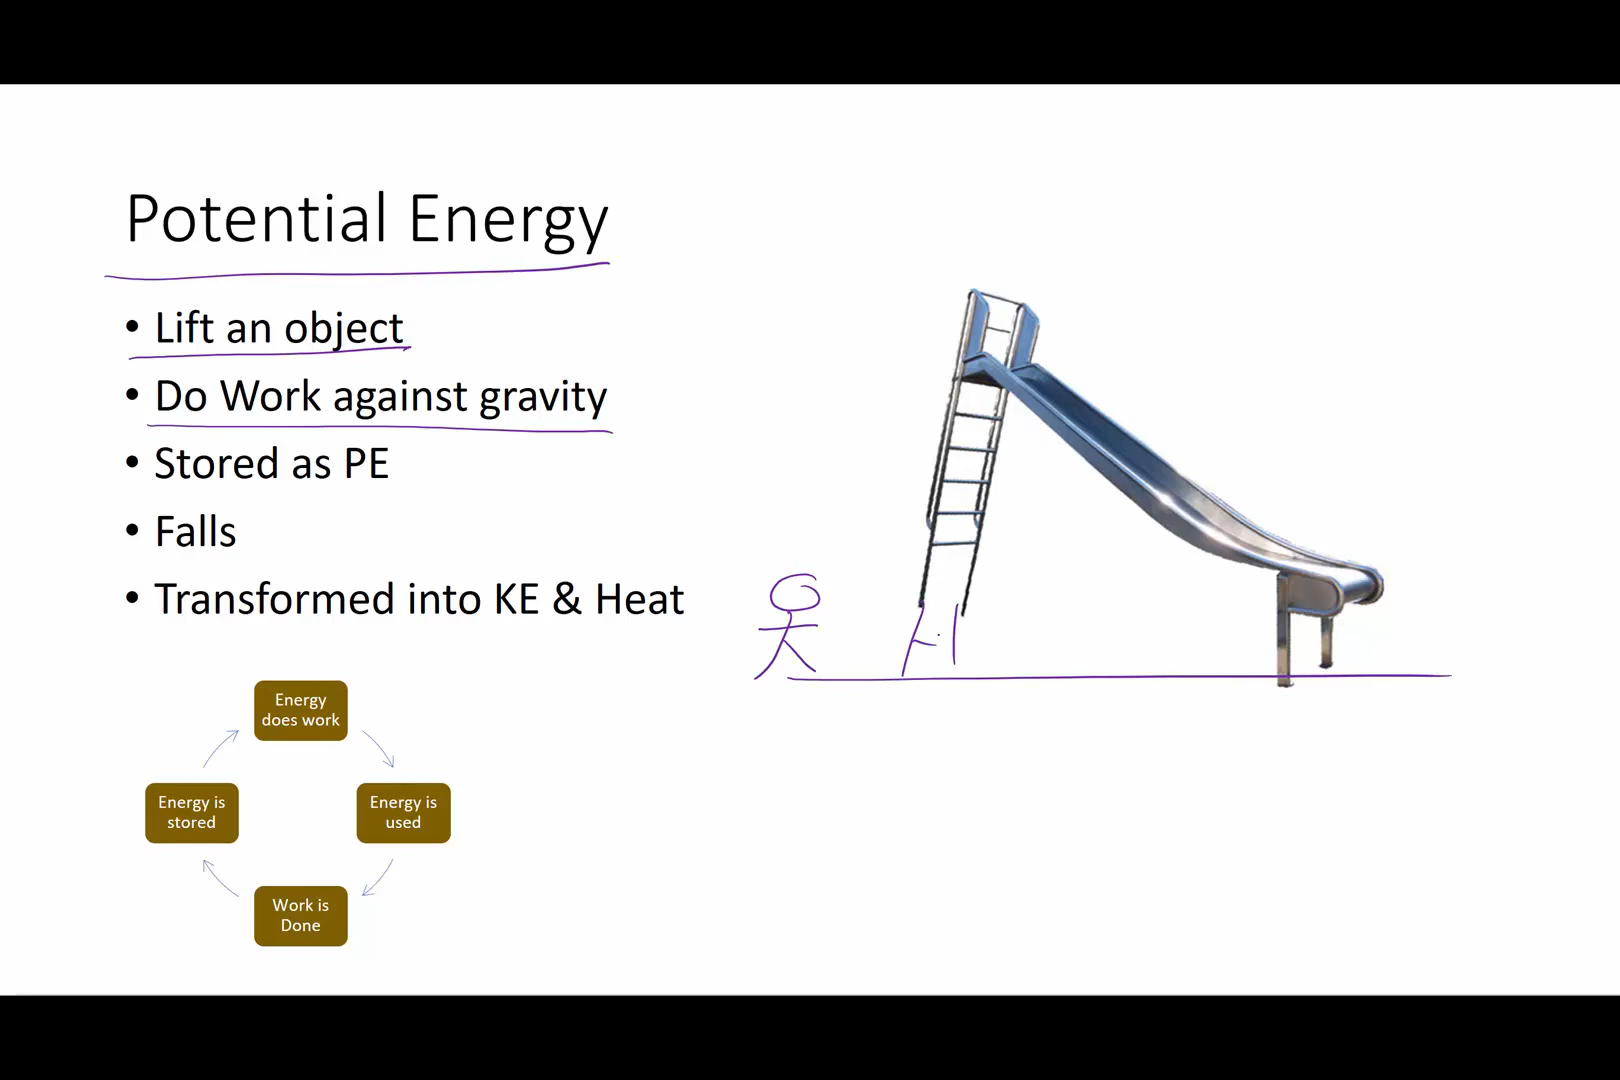 Potential Energy
• Lift an object
• Do Work against gravity
• Stored as PE
• Falls
• Transformed into KE & Heat
Energy
does work
Energy is
stored
Energy is
used
Work is
Done